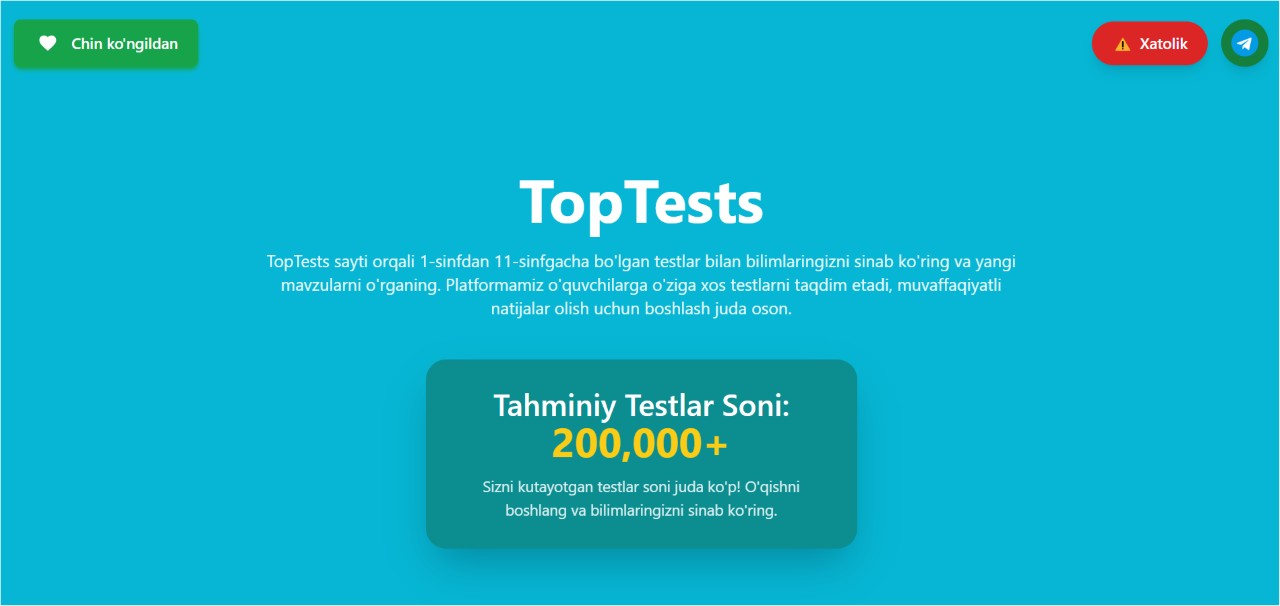 Chin ko'ngildan
Xatolik
TopTests
TopTests sayti orqali 1-sinfdan 11-sinfgacha bo'lgan testlar bilan bilimlaringizni sinab ko'ring va yangi
mavzularni o'rganing. Platformamiz o'quvchilarga o'ziga xos testlarni taqdim etadi, muvaffaqiyatli
natijalar olish uchun boshlash juda oson.
Tahminiy Testlar Soni:
200,000+
Sizni kutayotgan testlar soni juda ko'p! O'qishni
boshlang va bilimlaringizni sinab ko'ring.